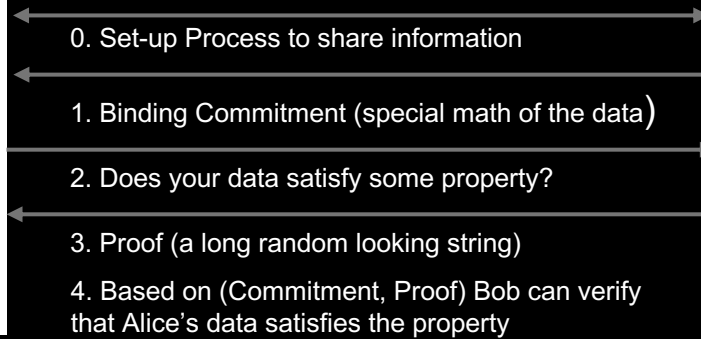 0. Set-up Process to share information
1. Binding Commitment (special math of the data)
2. Does your data satisfy some property?
3. Proof (a long random looking string)
4. Based on (Commitment, Proof) Bob can verify
that Alice’s data satisfies the property